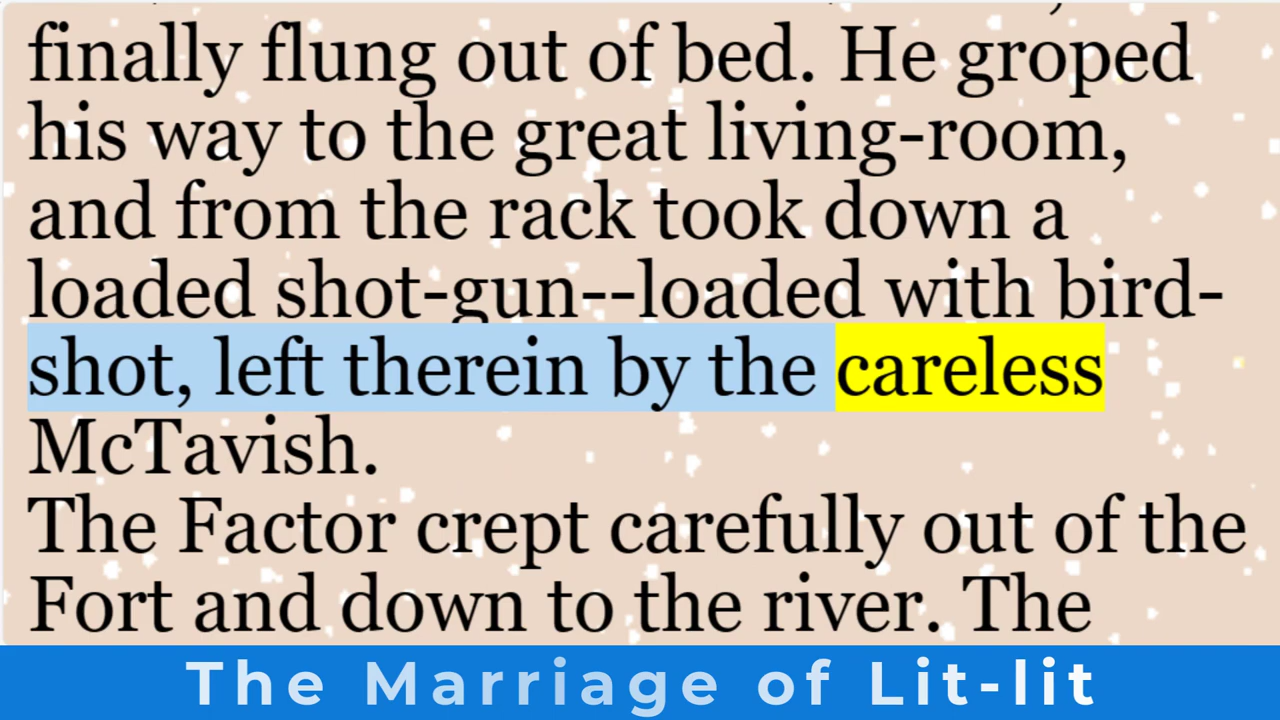 finally flung out of bed. He groped
his way to the great living-room,
and from the rack took down a
loaded shot-gun--loaded with bird-
shot, left therein by the careless
McTavish.
The Factor crept carefully out of the
Fort and down to the river. The
The Marriage of Lit-lit